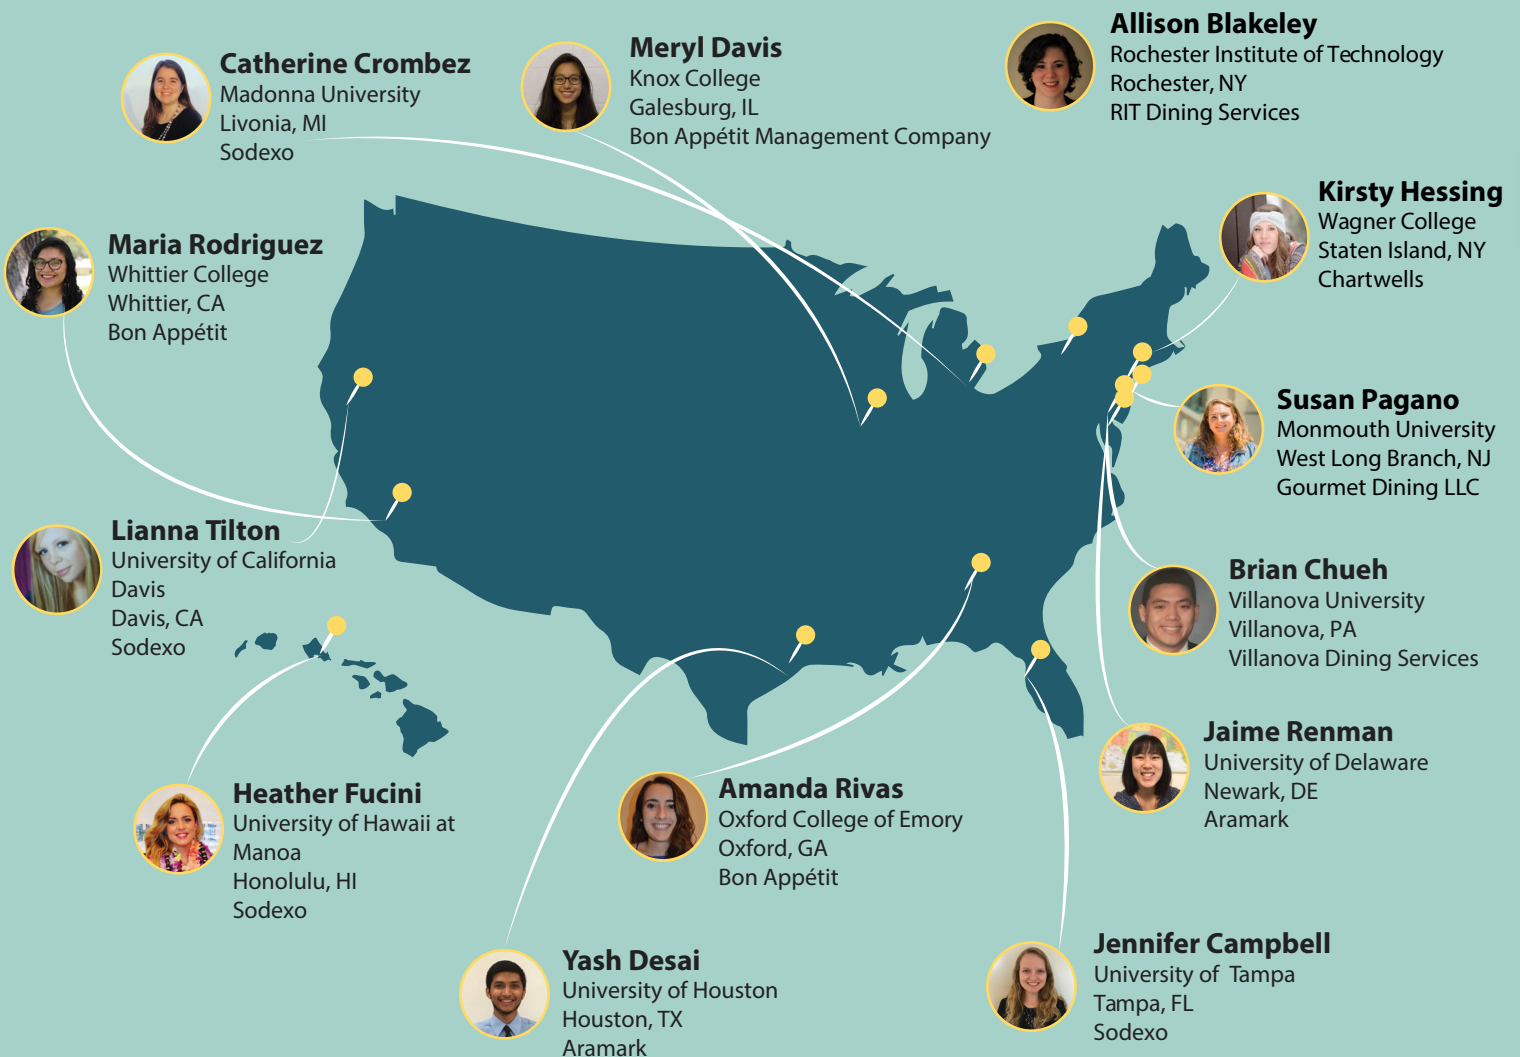 Catherine Crombez
Madonna University
Livonia, MI
Sodexo
Meryl Davis
Knox College
Galesburg, IL
Bon Appétit Management Company
Allison Blakeley
Rochester Institute of Technology
Rochester, NY
RIT Dining Services
Kirsty Hessing
Wagner College
Staten Island, NY
Chartwells
Maria Rodriguez
Whittier College
Whittier, CA
Bon Appétit
Susan Pagano
Monmouth University
West Long Branch, NJ
Gourmet Dining LLC
Lianna Tilton
University of California
Davis
Davis, CA
Sodexo
Brian Chueh
Villanova University
Villanova, PA
Villanova Dining Services
Jaime Renman
University of Delaware
Newark, DE
Aramark
Heather Fucini
University of Hawaii at
Manoa
Honolulu, HI
Sodexo
Amanda Rivas
Oxford College of Emory
Oxford, GA
Bon Appétit
Yash Desai
University of Houston
Houston, TX
Aramark
Jennifer Campbell
University of Tampa
Tampa, FL
Sodexo